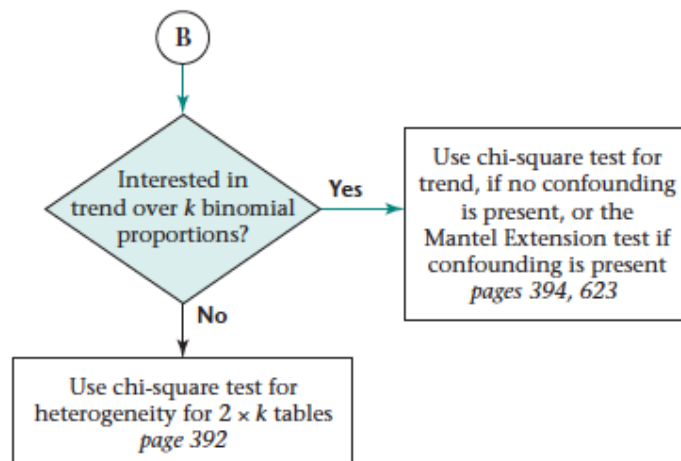 B
Interested in
trend over k binomial
proportions?
Yes
Use chi-square test for
trend, if no confounding
is present, or the
Mantel Extension test if
confounding is present
pages 394, 623
No
Use chi-square test for
heterogeneity for 2 × k tables
page 392